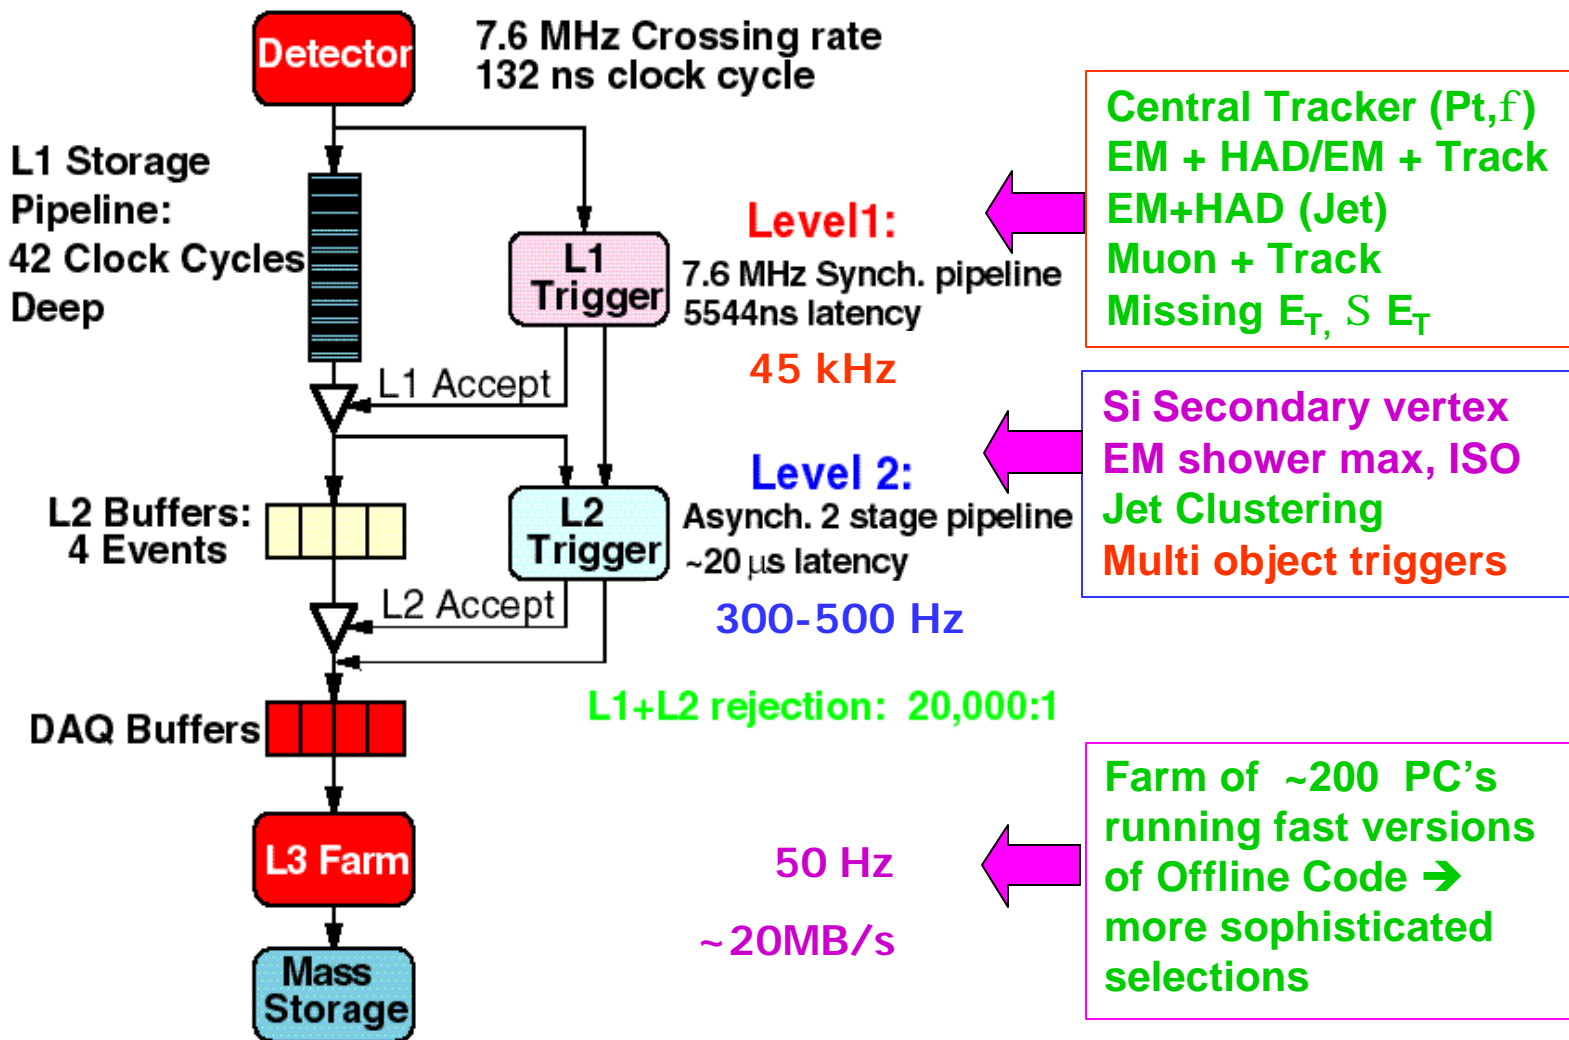 Detector
7.6 MHz Crossing rate
132 ns clock cycle
L1 Storage
Pipeline:
42 Clock Cycles
Deep
L1
Trigger
Level1:
7.6 MHz Synch. pipeline
5544ns latency
45 kHz
Central Tracker (Pt,f)
EM + HAD/EM + Track
EM+HAD (Jet)
Muon + Track
Missing ET, S ET
L1 Accept
L2 Buffers:
4 Events
L2
Trigger
Level 2:
Asynch. 2 stage pipeline
~20 μs latency
300-500 Hz
Si Secondary vertex
EM shower max, ISO
Jet Clustering
Multi object triggers
L2 Accept
L1+L2 rejection: 20,000:1
DAQ Buffers
L3 Farm
50 Hz
~20MB/s
Farm of ~200 PC's
running fast versions
of Offline Code ➔
more sophisticated
selections
Mass
Storage